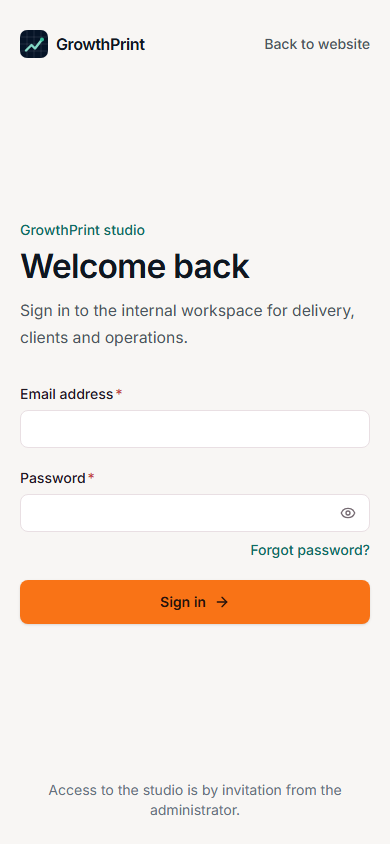 GrowthPrint
Back to website
GrowthPrint studio
Welcome back
Sign in to the internal workspace for delivery,
clients and operations.
Email address *
Password *
Forgot password?
Sign in →
Access to the studio is by invitation from the
administrator.